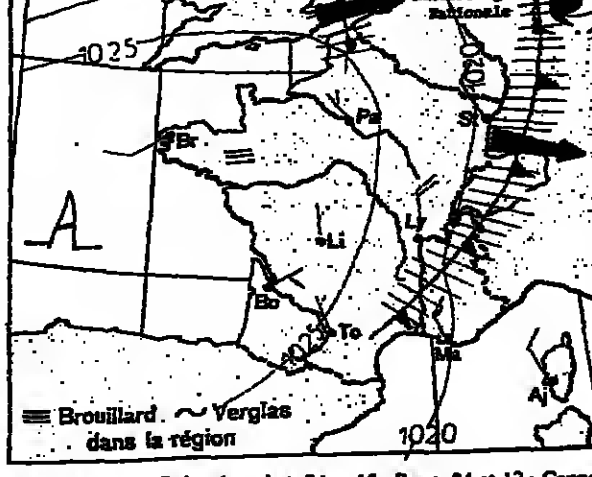 Nationale
1025
1020
Pa
St
Br
A
Ly
Li
Bo
To
1025
Ma
Aj
≡ Brouillard ~ Verglas
dans la région
1020